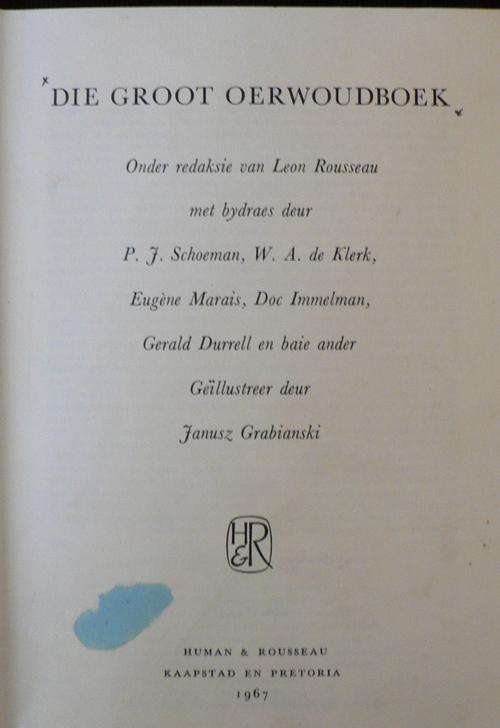 DIE GROOT OERWOUDBOEK
Onder redaksie van Leon Rousseau
met bydraes deur
P. J. Schoeman, W. A. de Klerk,
Eugène Marais, Doc Immelman,
Gerald Durrell en baie ander
Geïllustreer deur
Janusz Grabianski
H&R
HUMAN & ROUSSEAU
KAAPSTAD EN PRETORIA
1967